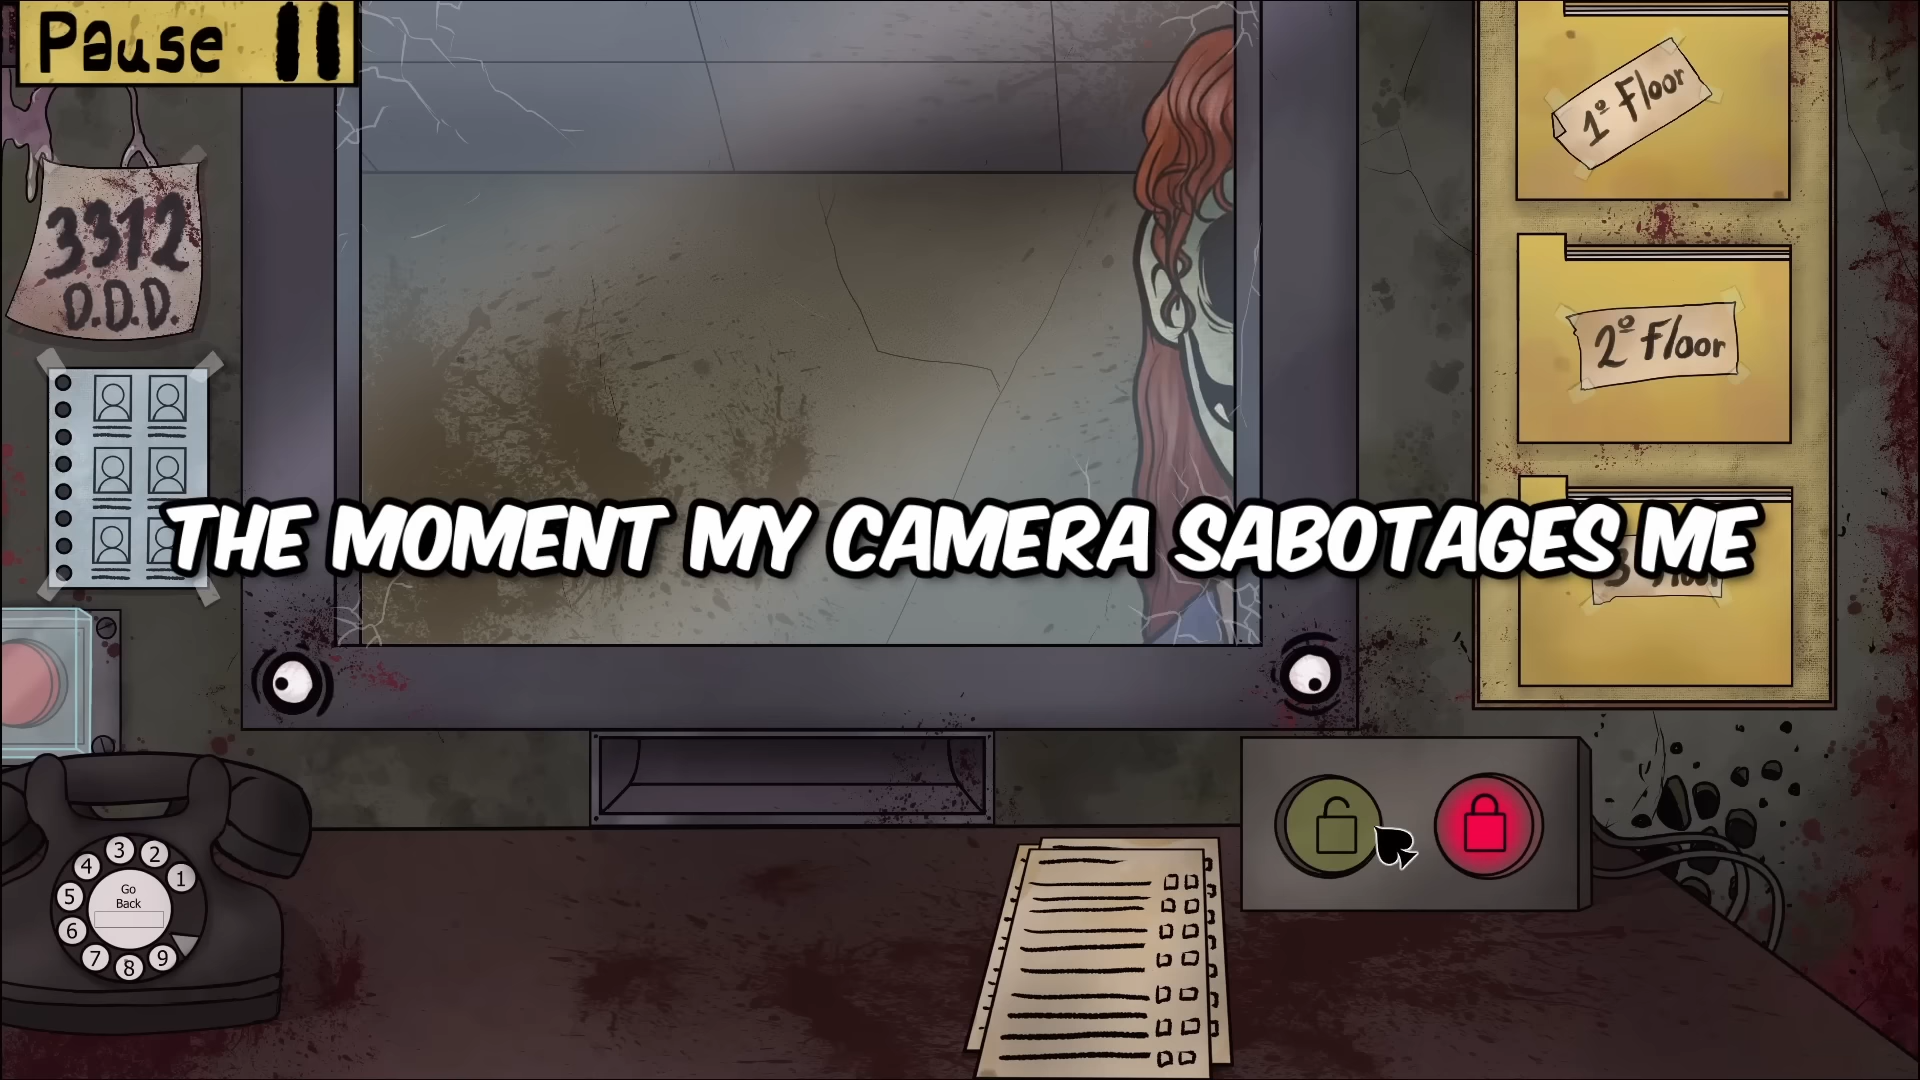 Pause
3312
D.D.D.
1º Floor
2º Floor
THE MOMENT MY CAMERA SABOTAGES ME
3 2 1
4
5
6
7 8 9
Go
Back